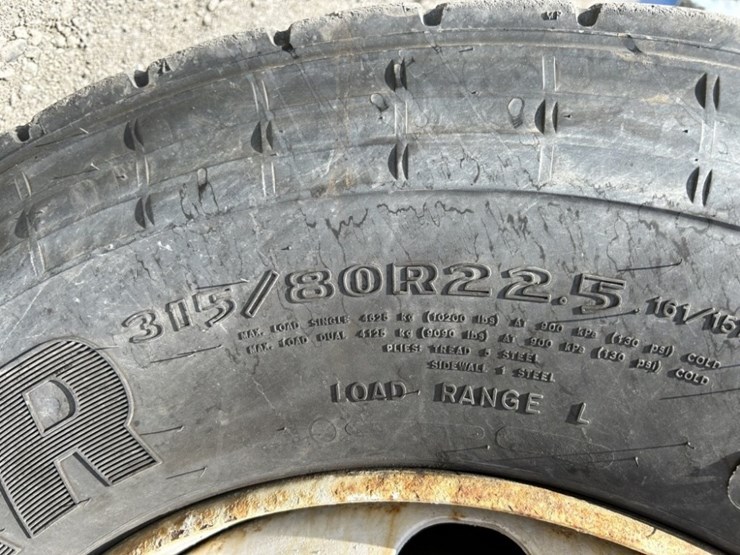 315/80R22.5 161/15
MAX. LOAD SINGLE 4625 KG (10200 lbs) AT 900 KPa (130 psi) COLD
MAX. LOAD DUAL 4125 KG (9090 lbs) AT 900 KPa (130 psi) COLD
PLIES TREAD 5 STEEL
SIDEWALL 1 STEEL
LOAD RANGE L
R